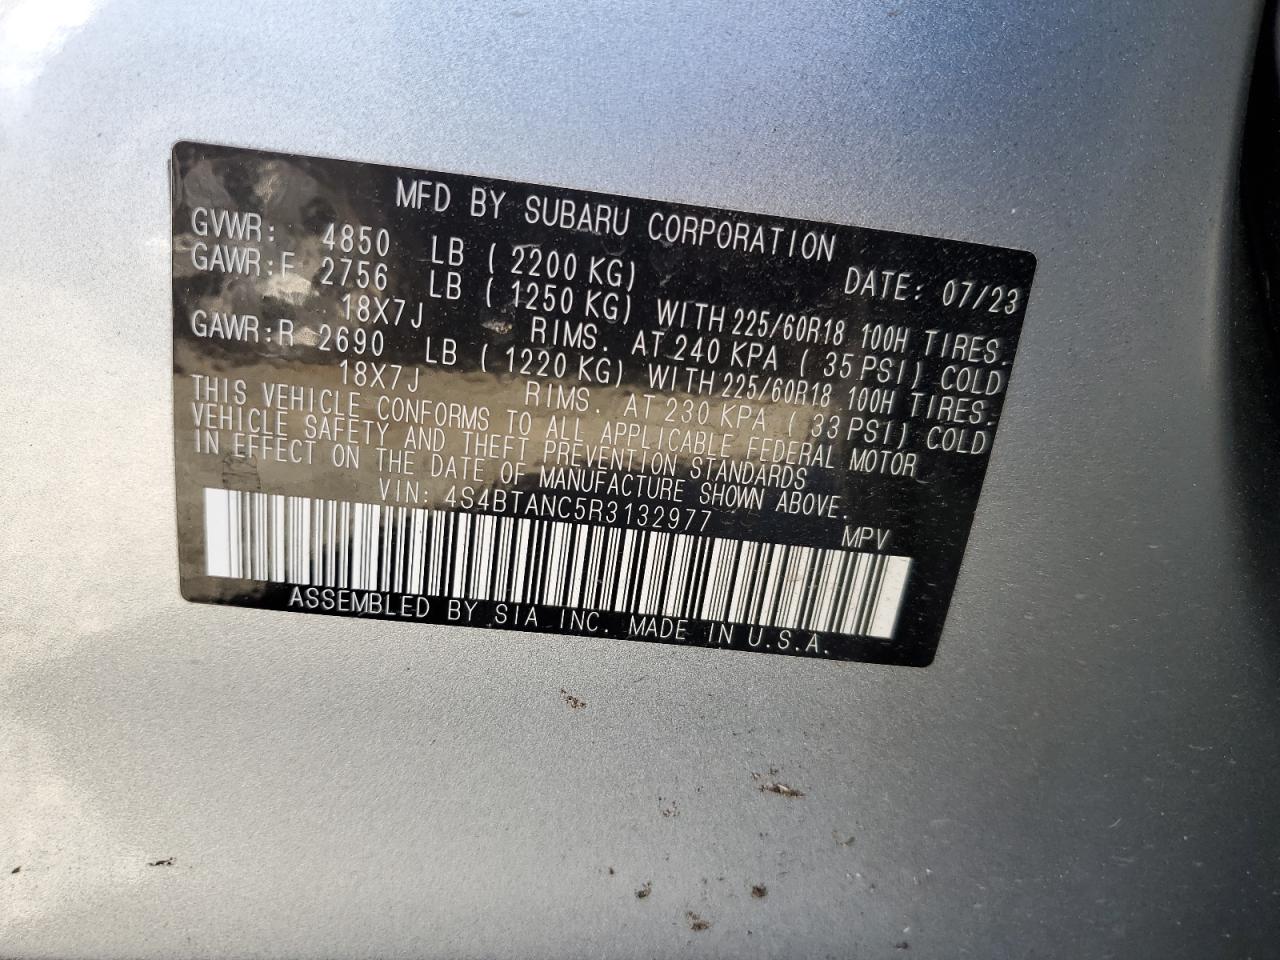 MFD BY SUBARU CORPORATION DATE: 07/23
GVWR: 4850 LB ( 2200 KG)
GAWR:F 2756 LB ( 1250 KG) WITH 225/60R18 100H TIRES.
18X7J RIMS. AT 240 KPA ( 35 PSI) COLD
GAWR:R 2690 LB ( 1220 KG) WITH 225/60R18 100H TIRES.
18X7J RIMS. AT 230 KPA ( 33 PSI) COLD
THIS VEHICLE CONFORMS TO ALL APPLICABLE FEDERAL MOTOR
VEHICLE SAFETY AND THEFT PREVENTION STANDARDS
IN EFFECT ON THE DATE OF MANUFACTURE SHOWN ABOVE.
VIN: 4S4BTANC5R3132977 MPV
ASSEMBLED BY SIA INC. MADE IN U.S.A.